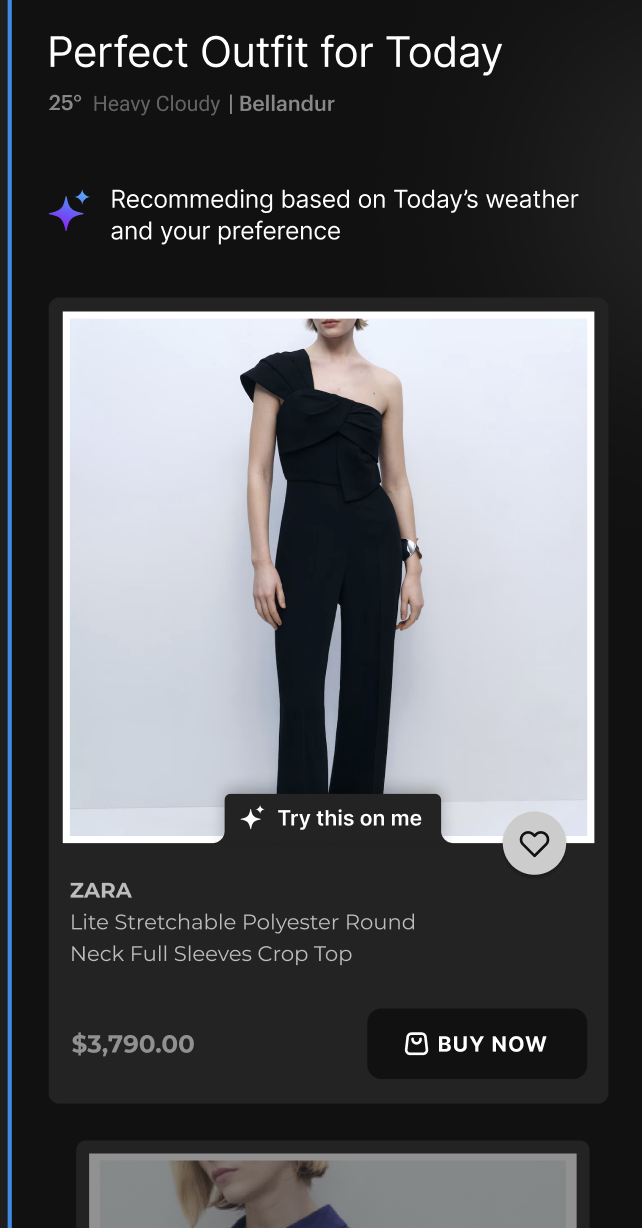 Perfect Outfit for Today
25° Heavy Cloudy | Bellandur
Recommeding based on Today’s weather
and your preference
Try this on me
ZARA
Lite Stretchable Polyester Round
Neck Full Sleeves Crop Top
$3,790.00
BUY NOW